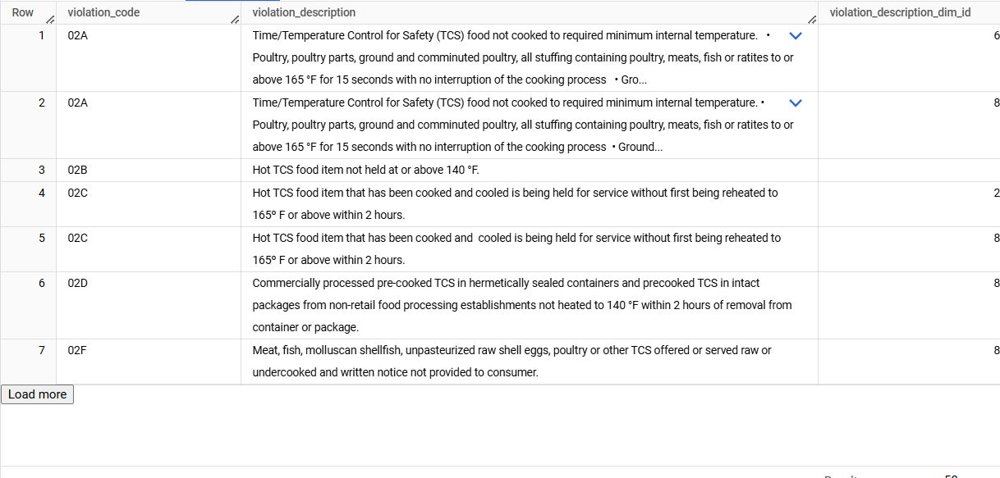 Row violation_code violation_description violation_description_dim_id
1 02A Time/Temperature Control for Safety (TCS) food not cooked to required minimum internal temperature.   • 6
Poultry, poultry parts, ground and comminuted poultry, all stuffing containing poultry, meats, fish or ratites to or
above 165 °F for 15 seconds with no interruption of the cooking process   • Gro...
2 02A Time/Temperature Control for Safety (TCS) food not cooked to required minimum internal temperature. • 8
Poultry, poultry parts, ground and comminuted poultry, all stuffing containing poultry, meats, fish or ratites to or
above 165 °F for 15 seconds with no interruption of the cooking process  • Ground...
3 02B Hot TCS food item not held at or above 140 °F.
4 02C Hot TCS food item that has been cooked and cooled is being held for service without first being reheated to 2
165º F or above within 2 hours.
5 02C Hot TCS food item that has been cooked and  cooled is being held for service without first being reheated to 8
165º F or above within 2 hours.
6 02D Commercially processed pre-cooked TCS in hermetically sealed containers and precooked TCS in intact 8
packages from non-retail food processing establishments not heated to 140 °F within 2 hours of removal from
container or package.
7 02F Meat, fish, molluscan shellfish, unpasteurized raw shell eggs, poultry or other TCS offered or served raw or 8
undercooked and written notice not provided to consumer.
Load more